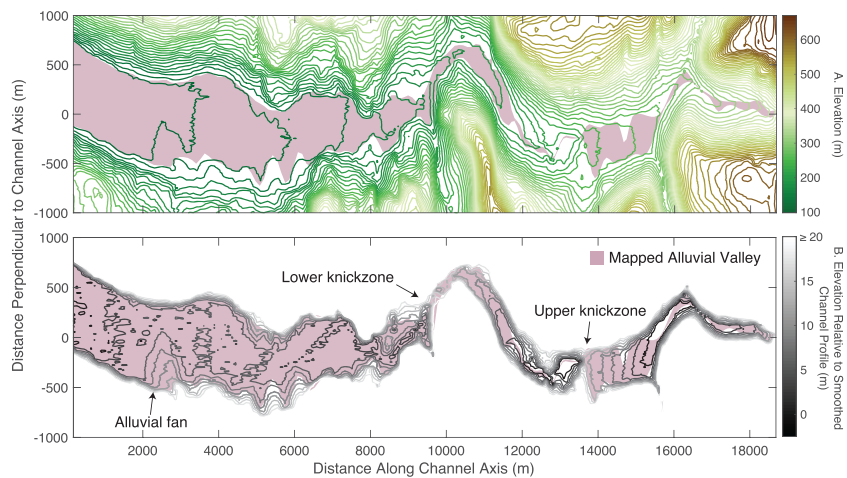 1000
500
0
-500
-1000
600
500
400
300
200
100
A. Elevation (m)
Distance Perpendicular to Channel Axis (m)
1000
500
0
-500
-1000
Mapped Alluvial Valley
Lower knickzone
Upper knickzone
Alluvial fan
≥ 20
15
10
5
0
B. Elevation Relative to Smoothed
Channel Profile (m)
2000 4000 6000 8000 10000 12000 14000 16000 18000
Distance Along Channel Axis (m)